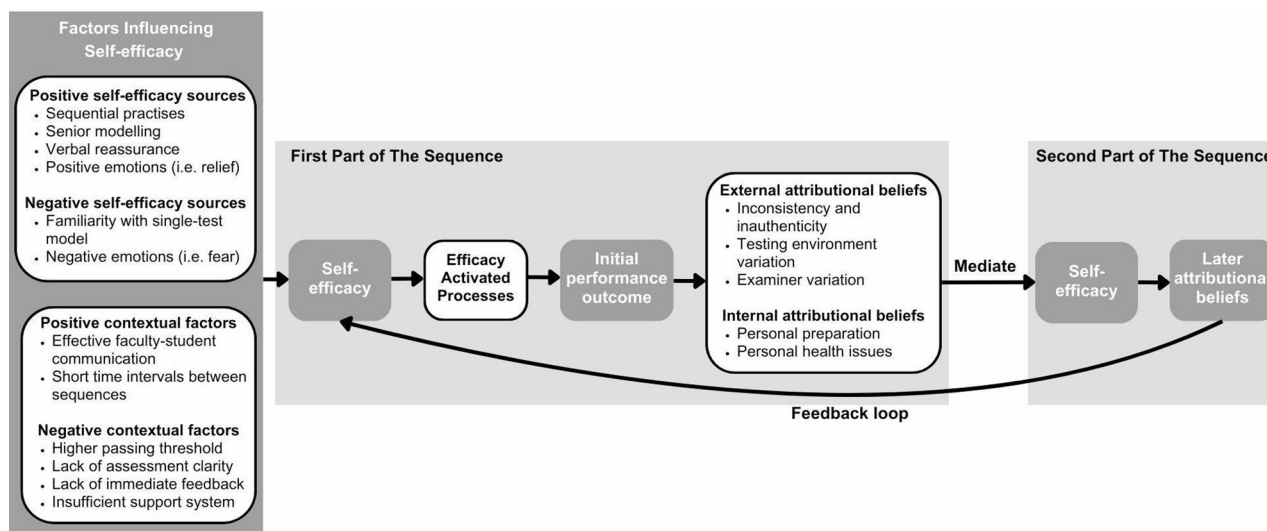 Factors Influencing
Self-efficacy
Positive self-efficacy sources
• Sequential practises
• Senior modelling
• Verbal reassurance
• Positive emotions (i.e. relief)
Negative self-efficacy sources
• Familiarity with single-test
model
• Negative emotions (i.e. fear)
Positive contextual factors
• Effective faculty-student
communication
• Short time intervals between
sequences
Negative contextual factors
• Higher passing threshold
• Lack of assessment clarity
• Lack of immediate feedback
• Insufficient support system
First Part of The Sequence
Self-
efficacy
Efficacy
Activated
Processes
Initial
performance
outcome
External attributional beliefs
• Inconsistency and
inauthenticity
• Testing environment
variation
• Examiner variation
Internal attributional beliefs
• Personal preparation
• Personal health issues
Mediate
Second Part of The Sequence
Self-
efficacy
Later
attributional
beliefs
Feedback loop